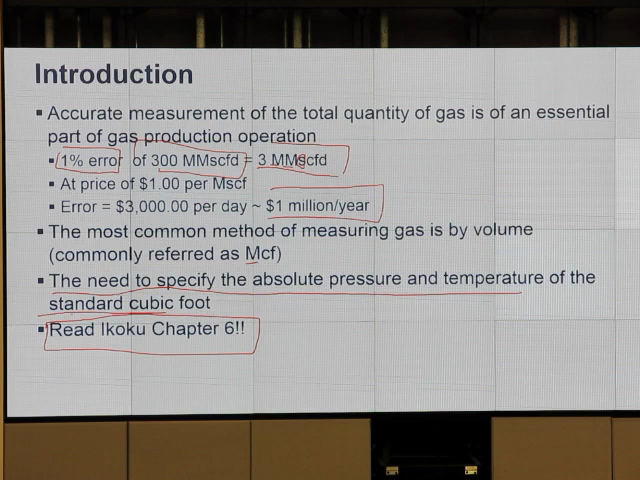 Introduction
▪ Accurate measurement of the total quantity of gas is of an essential
part of gas production operation
▪ 1% error of 300 MMscfd = 3 MMscfd
▪ At price of $1.00 per Mscf
▪ Error = $3,000.00 per day ~ $1 million/year
▪ The most common method of measuring gas is by volume
(commonly referred as Mcf)
▪ The need to specify the absolute pressure and temperature of the
standard cubic foot
▪ Read Ikoku Chapter 6!!